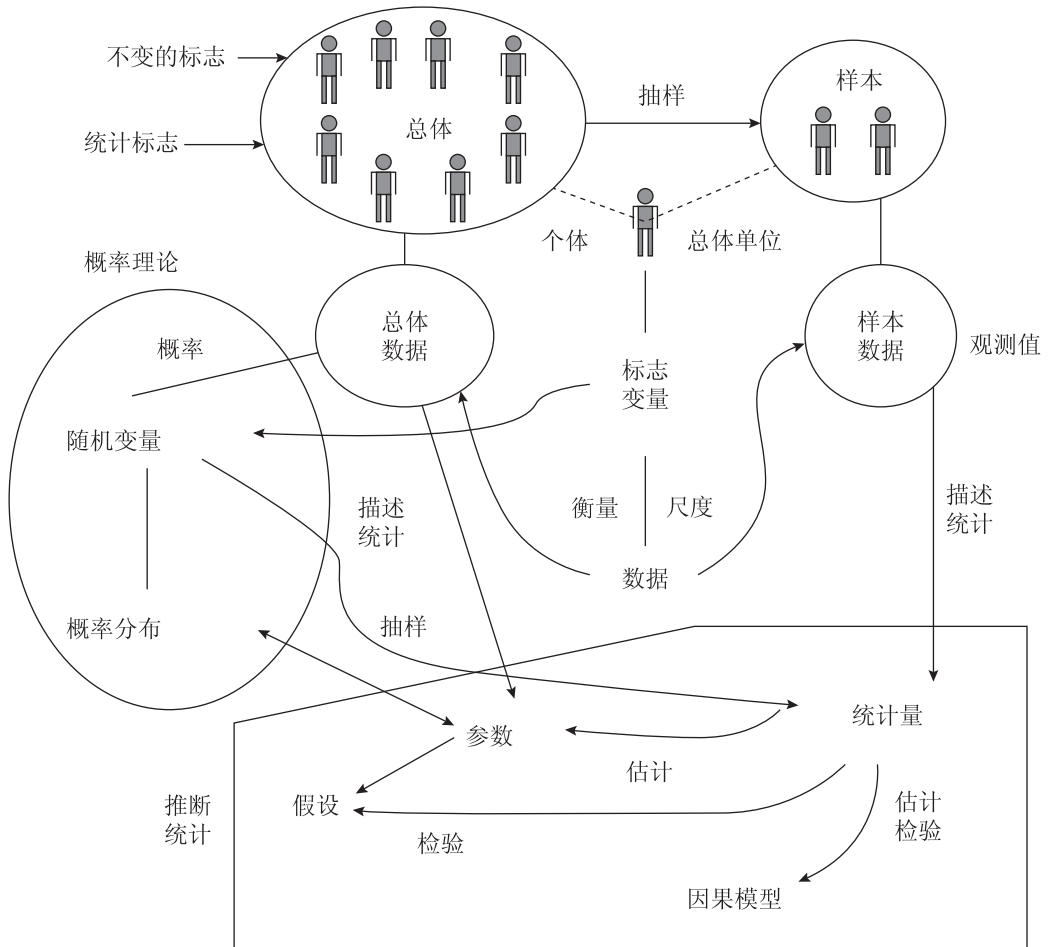 不变的标志
统计标志
总体
抽样
样本
个体
总体单位
概率理论
概率
总体
数据
样本
数据
观测值
标志
变量
随机变量
描述
统计
衡量
尺度
描述
统计
数据
概率分布
抽样
参数
统计量
估计
推断
统计
假设
检验
估计
检验
因果模型